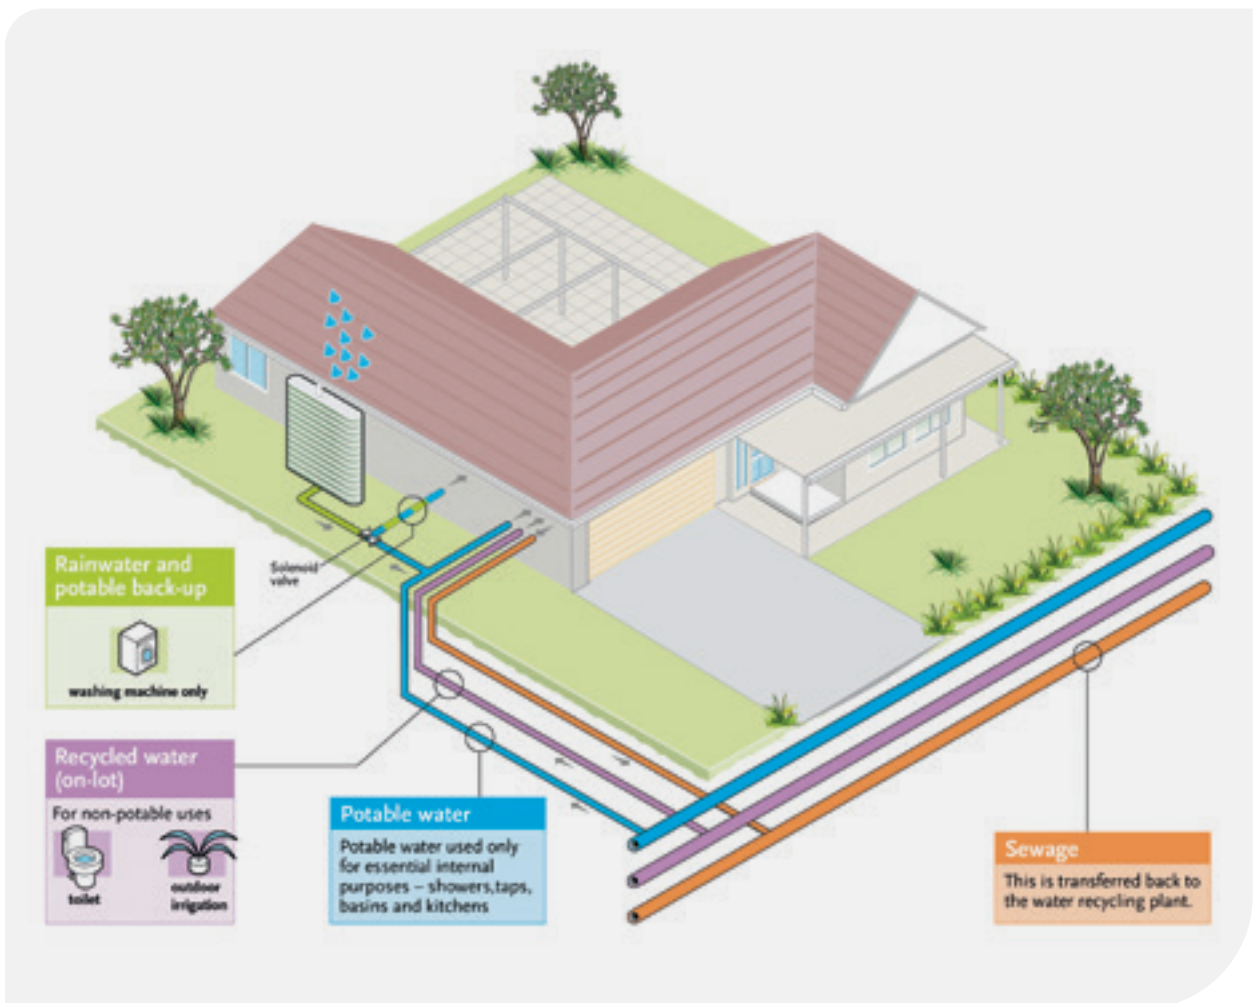 Solenoid
valve
Rainwater and
potable back-up
washing machine only
Recycled water
(on-lot)
For non-potable uses
toilet
outdoor
irrigation
Potable water
Potable water used only
for essential internal
purposes – showers,taps,
basins and kitchens
Sewage
This is transferred back to
the water recycling plant.